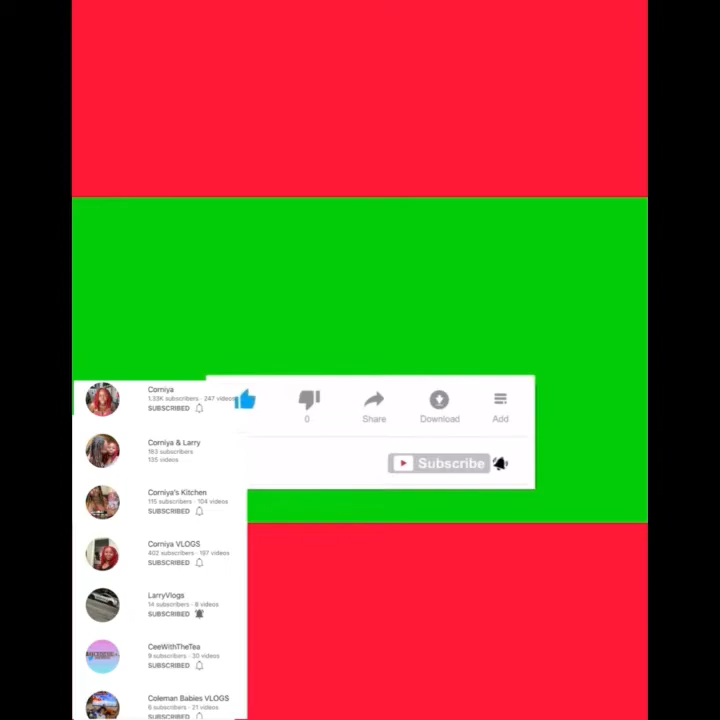 Corniya
1.33K subscribers · 247 videos
SUBSCRIBED
Corniya & Larry
193 subscribers
135 videos
Corniya's Kitchen
115 subscribers · 104 videos
SUBSCRIBED
Corniya VLOGS
402 subscribers · 197 videos
SUBSCRIBED
LarryVlogs
14 subscribers · 8 videos
SUBSCRIBED
CeeWithTheTea
9 subscribers · 30 videos
SUBSCRIBED
Coleman Babies VLOGS
6 subscribers · 21 videos
SUBSCRIBED
0
Share
Download
Add
Subscribe